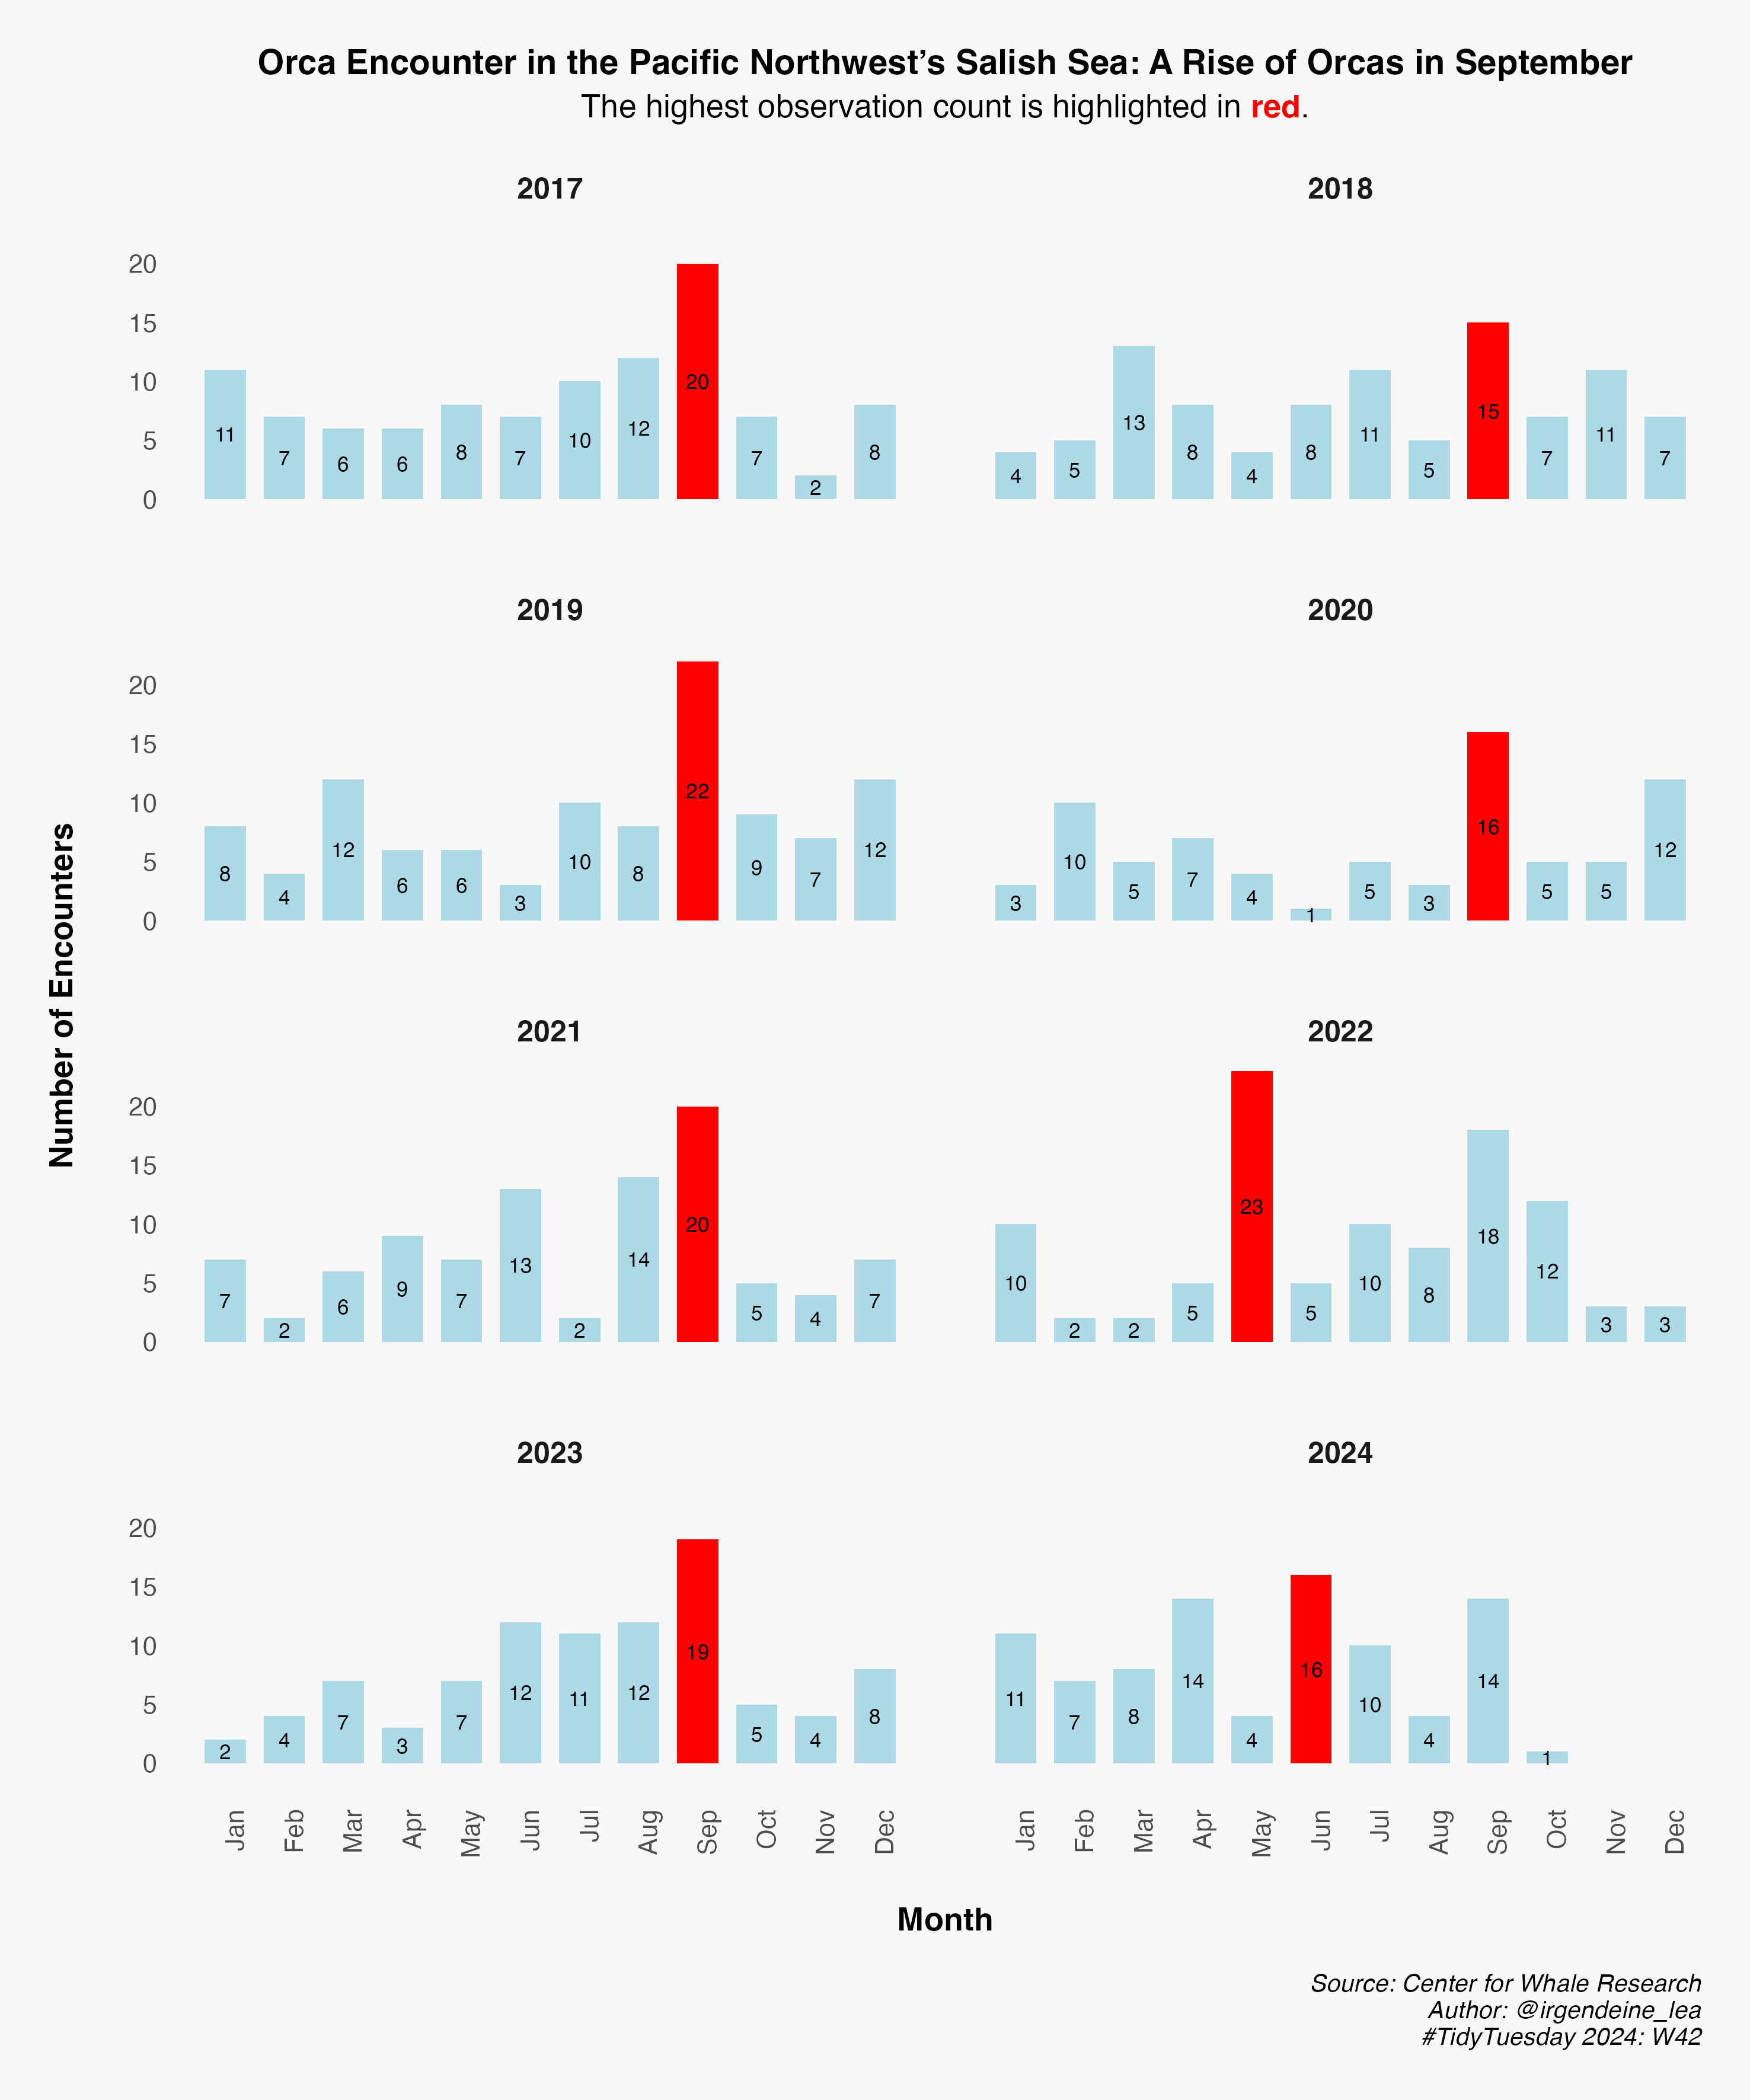 Orca Encounter in the Pacific Northwest’s Salish Sea: A Rise of Orcas in September
The highest observation count is highlighted in red.
2017
2018
20
15
10
5
0
11 7 6 6 8 7 10 12 20 7 2 8
4 5 13 8 4 8 11 5 15 7 11 7
2019
2020
20
15
10
5
0
8 4 12 6 6 3 10 8 22 9 7 12
3 10 5 7 4 1 5 3 16 5 5 12
Number of Encounters
2021
2022
20
15
10
5
0
7 2 6 9 7 13 2 14 20 5 4 7
10 2 2 5 23 5 10 8 18 12 3 3
2023
2024
20
15
10
5
0
2 4 7 3 7 12 11 12 19 5 4 8
11 7 8 14 4 16 10 4 14 1
Jan Feb Mar Apr May Jun Jul Aug Sep Oct Nov Dec
Jan Feb Mar Apr May Jun Jul Aug Sep Oct Nov Dec
Month
Source: Center for Whale Research
Author: @irgendeine_lea
#TidyTuesday 2024: W42